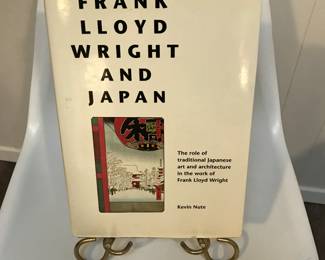 FRANK
LLOYD
WRIGHT
AND
JAPAN
The role of
traditional Japanese
art and architecture
in the work of
Frank Lloyd Wright
Kevin Nute